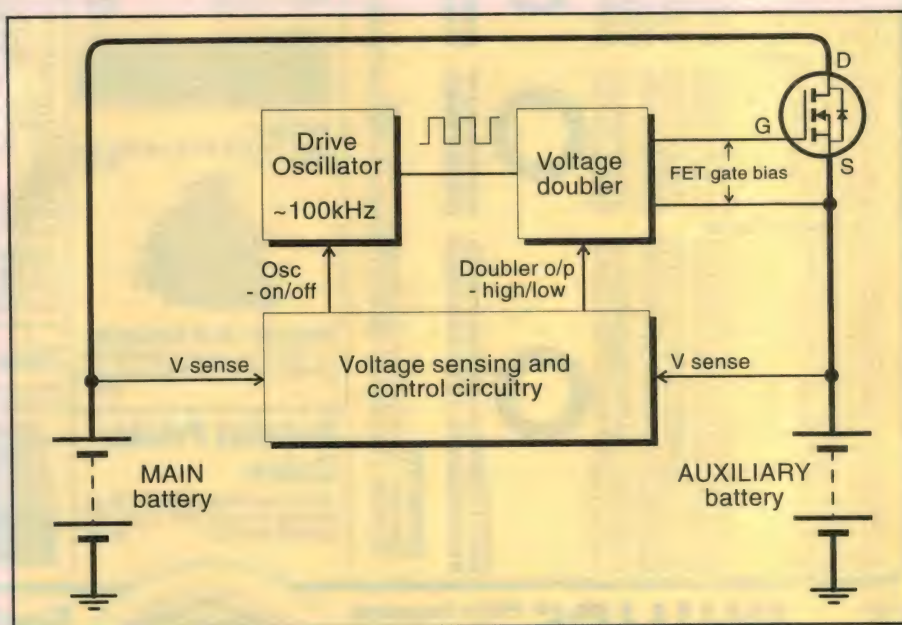 D
G
S
Drive
Oscillator
~100kHz
Voltage
doubler
FET gate bias
Osc
- on/off
Doubler o/p
- high/low
V sense
Voltage sensing and
control circuitry
V sense
MAIN
battery
AUXILIARY
battery